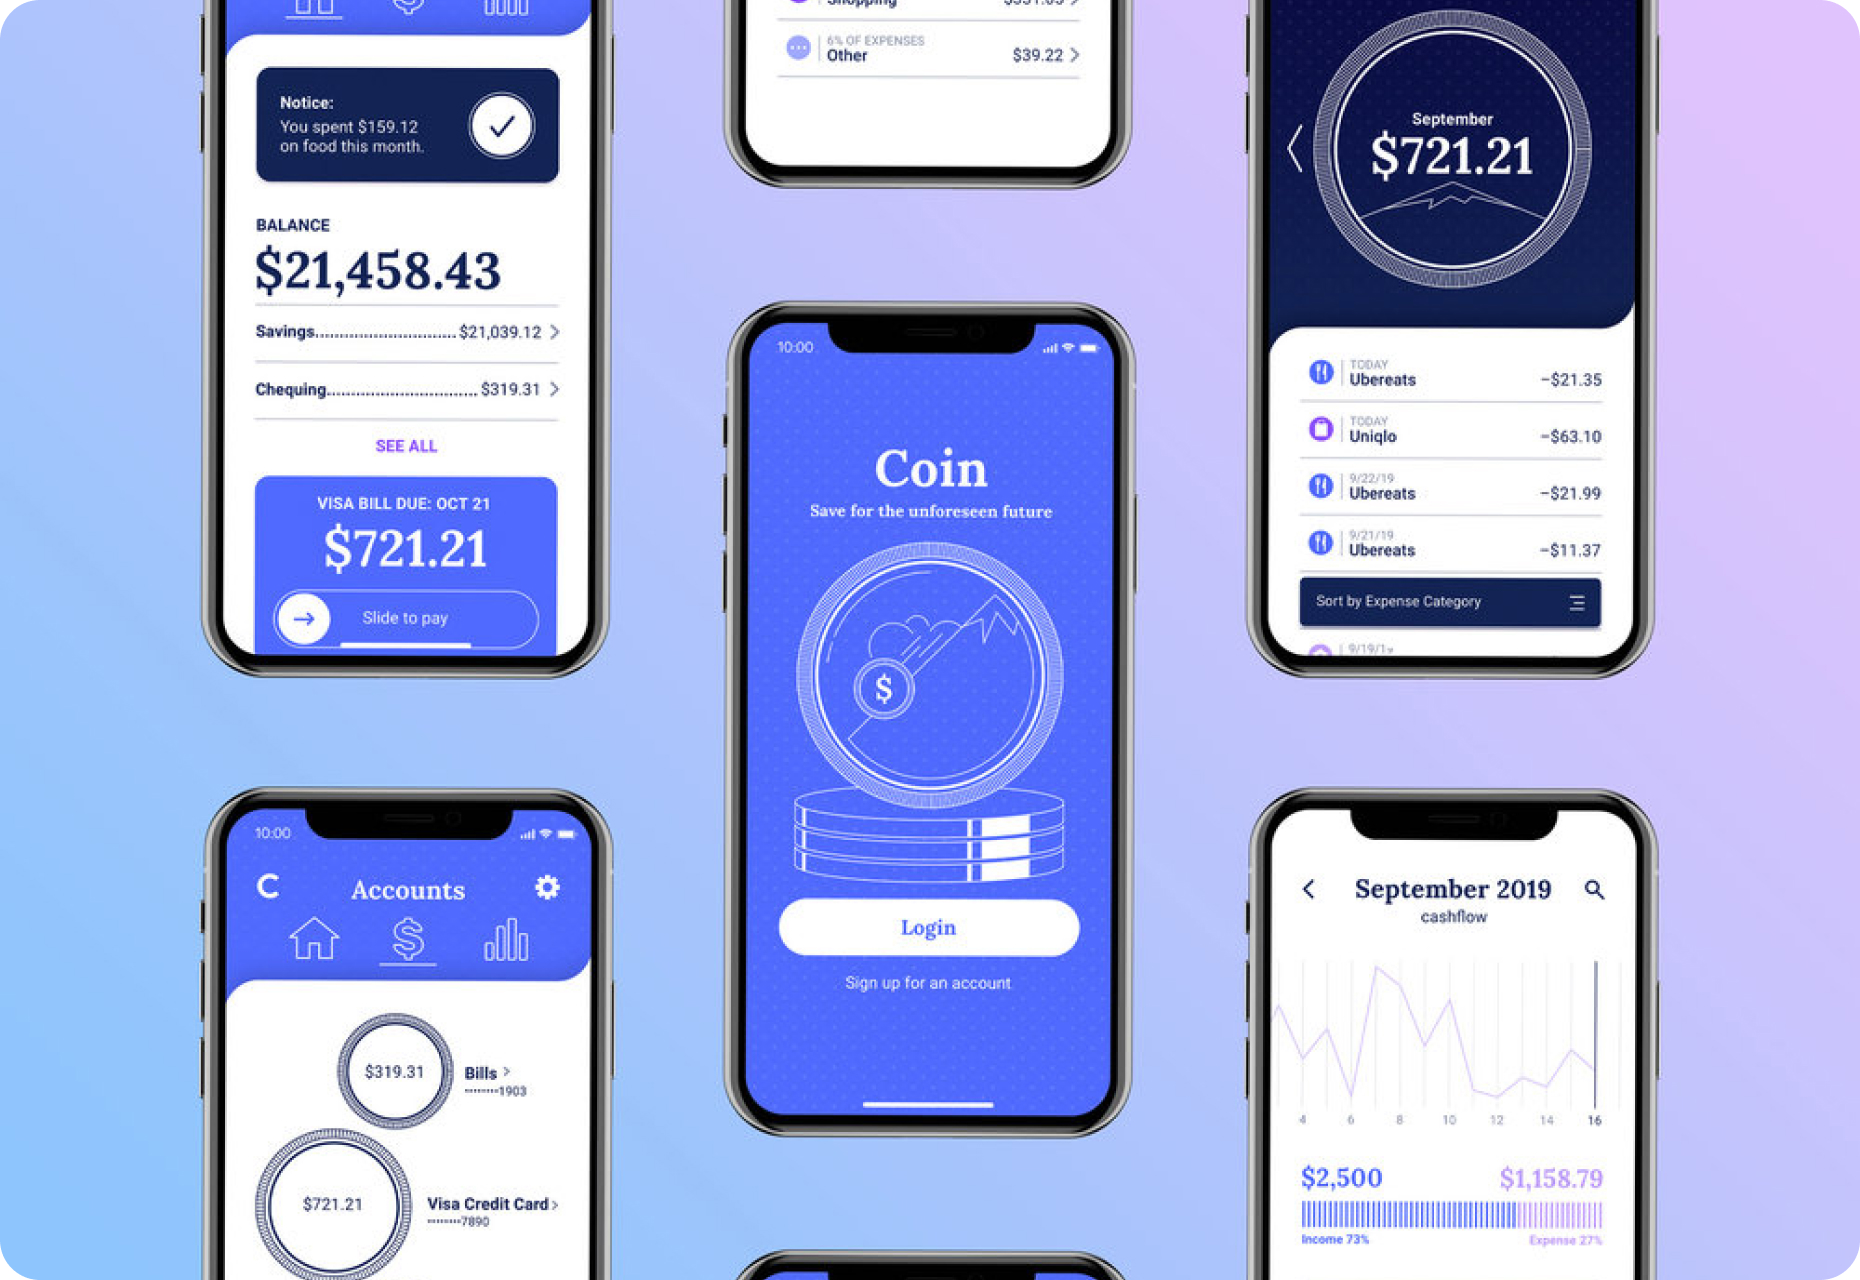 Notice:
You spent $159.12
on food this month.
BALANCE
$21,458.43
Savings $21,039.12
Chequing $319.31
SEE ALL
VISA BILL DUE: OCT 21
$721.21
Slide to pay
10:00
C
Accounts
$
$319.31
Bills
1903
$721.21
Visa Credit Card
7890
Shopping
6% OF EXPENSES
Other
$39.22
10:00
Coin
Save for the unforeseen future
$
Login
Sign up for an account
September
$721.21
TODAY
Ubereats
–$21.35
TODAY
Uniqlo
–$63.10
9/22/19
Ubereats
–$21.99
9/21/19
Ubereats
–$11.37
Sort by Expense Category
September 2019
cashflow
4 6 8 10 12 14 16
$2,500 $1,158.79
Income 73% Expense 27%